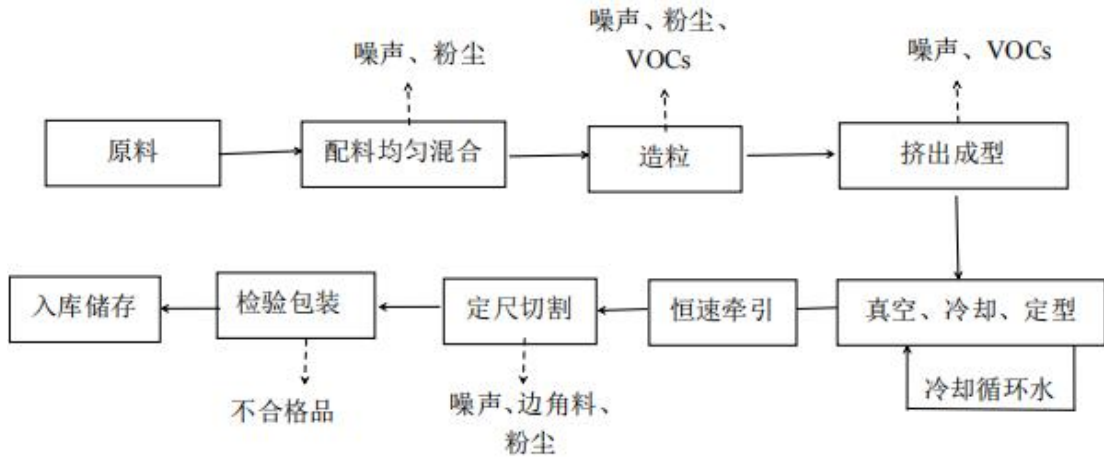 噪声、粉尘
噪声、粉尘、
VOCs
噪声、VOCs
原料
配料均匀混合
造粒
挤出成型
入库储存
检验包装
定尺切割
恒速牵引
真空、冷却、定型
不合格品
噪声、边角料、
粉尘
冷却循环水